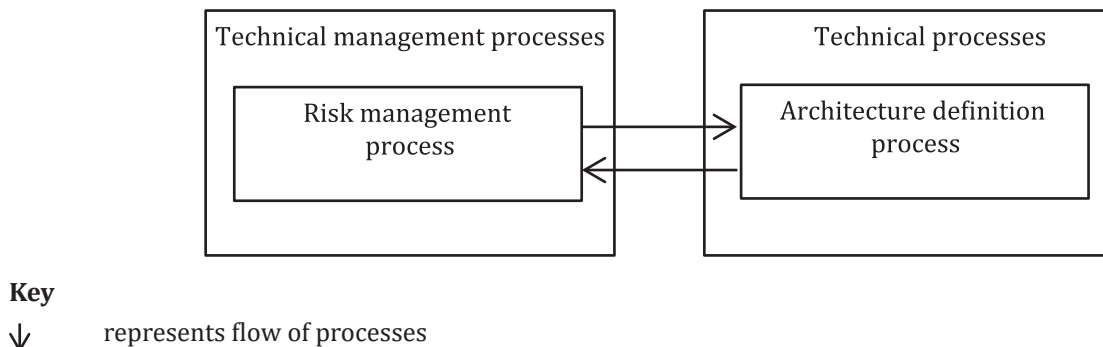 Technical management processes
Risk management
process
Technical processes
Architecture definition
process
Key
represents flow of processes